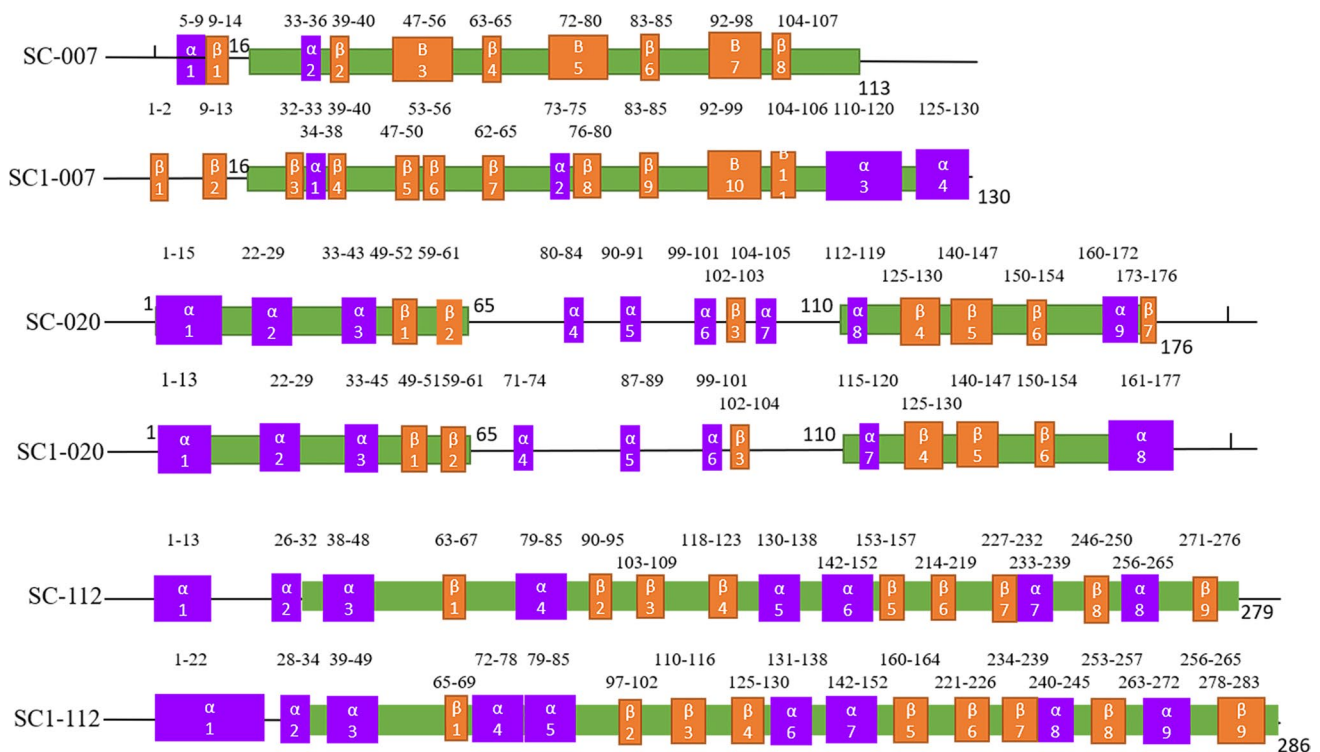 5-9 9-14 33-36 39-40 47-56 63-65 72-80 83-85 92-98 104-107
SC-007 α 1 β 1 16 α 2 β 2 B 3 β 4 B 5 β 6 B 7 β 8 113
1-2 9-13 32-33 39-40 53-56 73-75 83-85 92-99 104-106 110-120 125-130
34-38 47-50 62-65 76-80
SC1-007 β 1 β 2 16 β 3 α 1 β 4 β 5 β 6 β 7 α 2 β 8 β 9 B 10 B 1 1 α 3 α 4 130
1-15 22-29 33-43 49-52 59-61 80-84 90-91 99-101 104-105 112-119 140-147 160-172
102-103 125-130 150-154 173-176
SC-020 1 α 1 α 2 α 3 β 1 β 2 65 α 4 α 5 α 6 β 3 α 7 110 α 8 β 4 β 5 β 6 α 9 β 7 176
1-13 22-29 33-45 49-51 59-61 71-74 87-89 99-101 115-120 140-147 150-154 161-177
102-104 125-130
SC1-020 1 α 1 α 2 α 3 β 1 β 2 65 α 4 α 5 α 6 β 3 110 α 7 β 4 β 5 β 6 α 8
1-13 26-32 38-48 63-67 79-85 90-95 118-123 130-138 153-157 227-232 246-250 271-276
103-109 142-152 214-219 233-239 256-265
SC-112 α 1 α 2 α 3 β 1 α 4 β 2 β 3 β 4 α 5 α 6 β 5 β 6 β 7 α 7 β 8 α 8 β 9 279
1-22 28-34 39-49 72-78 79-85 110-116 131-138 160-164 234-239 253-257 256-265
65-69 97-102 125-130 142-152 221-226 240-245 263-272 278-283
SC1-112 α 1 α 2 α 3 β 1 α 4 α 5 β 2 β 3 β 4 α 6 α 7 β 5 β 6 β 7 α 8 β 8 α 9 β 9 286